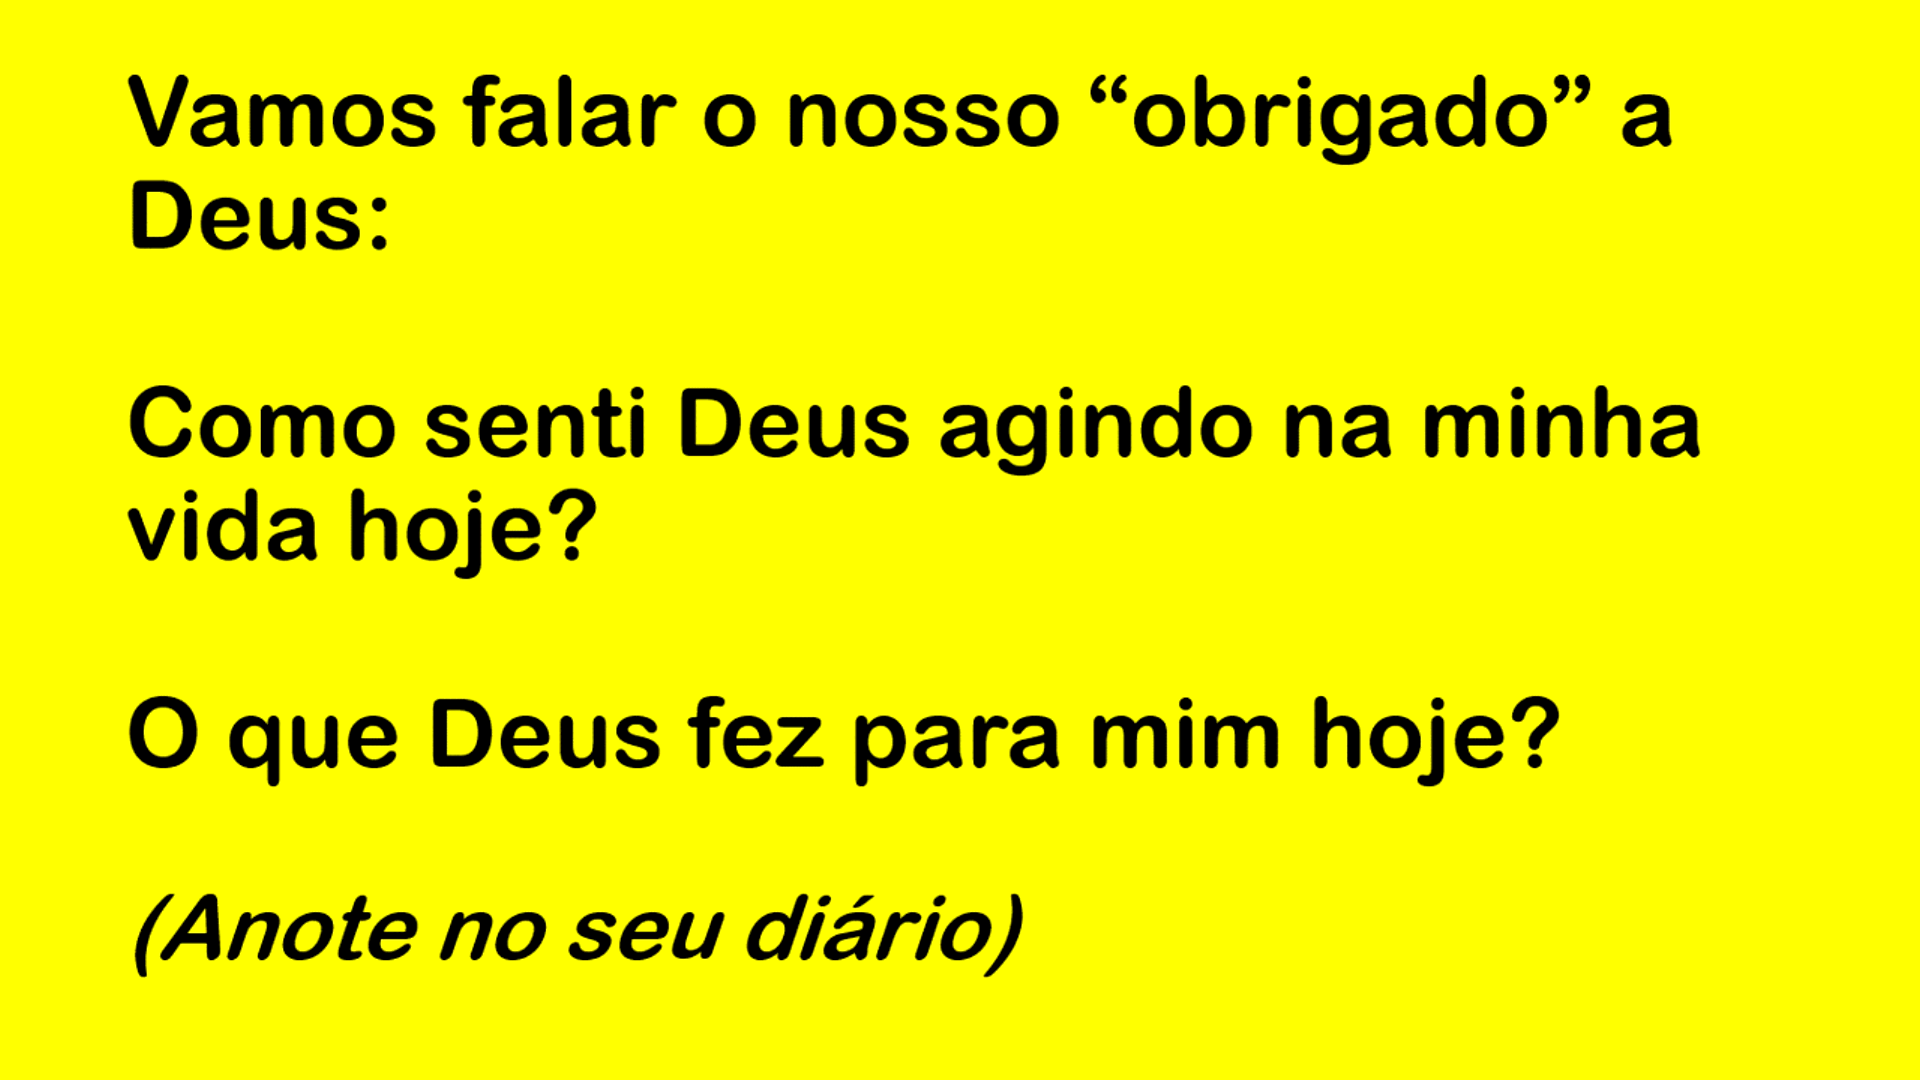 Vamos falar o nosso “obrigado” a
Deus:
Como senti Deus agindo na minha
vida hoje?
O que Deus fez para mim hoje?
(Anote no seu diário)